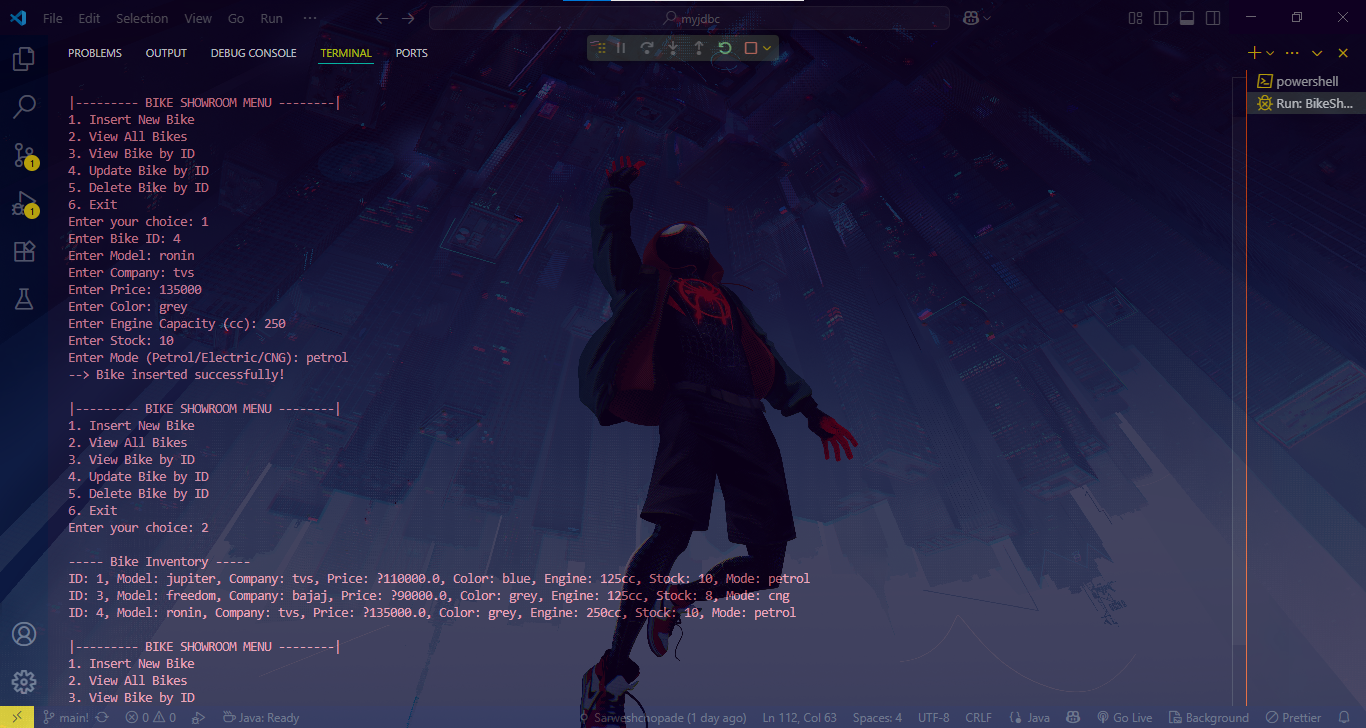 File Edit Selection View Go Run ··· myjdbc
PROBLEMS OUTPUT DEBUG CONSOLE TERMINAL PORTS
powershell
Run: BikeSh...
|--------- BIKE SHOWROOM MENU --------|
1. Insert New Bike
2. View All Bikes
3. View Bike by ID
4. Update Bike by ID
5. Delete Bike by ID
6. Exit
Enter your choice: 1
Enter Bike ID: 4
Enter Model: ronin
Enter Company: tvs
Enter Price: 135000
Enter Color: grey
Enter Engine Capacity (cc): 250
Enter Stock: 10
Enter Mode (Petrol/Electric/CNG): petrol
--> Bike inserted successfully!
|--------- BIKE SHOWROOM MENU --------|
1. Insert New Bike
2. View All Bikes
3. View Bike by ID
4. Update Bike by ID
5. Delete Bike by ID
6. Exit
Enter your choice: 2
----- Bike Inventory -----
ID: 1, Model: jupiter, Company: tvs, Price: ?110000.0, Color: blue, Engine: 125cc, Stock: 10, Mode: petrol
ID: 3, Model: freedom, Company: bajaj, Price: ?90000.0, Color: grey, Engine: 125cc, Stock: 8, Mode: cng
ID: 4, Model: ronin, Company: tvs, Price: ?135000.0, Color: grey, Engine: 250cc, Stock: 10, Mode: petrol
|--------- BIKE SHOWROOM MENU --------|
1. Insert New Bike
2. View All Bikes
3. View Bike by ID
1
1
main! 0 0 Java: Ready (1 day ago) Ln 112, Col 63 Spaces: 4 UTF-8 CRLF { } Java Go Live Background Prettier